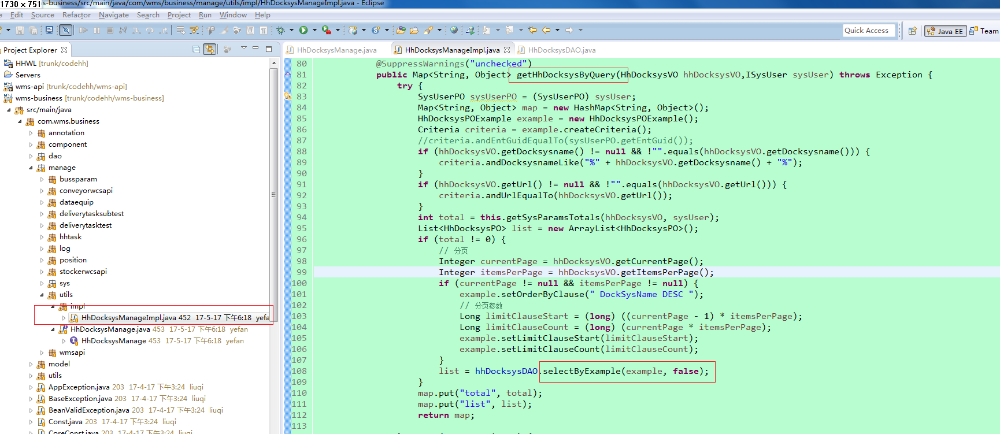 1730 × 751
s-business/src/main/java/com/wms/business/manage/utils/impl/HhDocksysManageImpl.java - Eclipse
e Edit Source Refactor Navigate Search Project Run Window Help
Quick Access
Java EE
Team
Project Explorer
HhDocksysManage.java
HhDocksysManageImpl.java
HhDocksysDAO.java
HHWL [trunk/codehh]
Servers
wms-api [trunk/codehh/wms-api]
wms-business [trunk/codehh/wms-business]
src/main/java
com.wms.business
annotation
component
dao
manage
bussparam
conveyorwcsapi
dataequip
deliverytasksubtest
deliverytasktest
hhtask
log
position
stockerwcsapi
sys
utils
impl
HhDocksysManageImpl.java 452 17-5-17 下午6:18 yefa
HhDocksysManage.java 453 17-5-17 下午6:18 yefan
HhDocksysManage 453 17-5-17 下午6:18 yefan
wmsapi
model
utils
AppException.java 203 17-4-17 下午3:24 liuqi
BaseException.java 203 17-4-17 下午3:24 liuqi
BeanValidException.java 203 17-4-17 下午3:24 liuqi
Const.java 203 17-4-17 下午3:24 liuqi
CoreConst.java 203 17-4-17 下午3:24 liuqi
80 @SuppressWarnings("unchecked")
81 public Map<String, Object> getHhDocksysByQuery(HhDocksysVO hhDocksysVO,ISysUser sysUser) throws Exception {
82 try {
83 SysUserPO sysUserPO = (SysUserPO) sysUser;
84 Map<String, Object> map = new HashMap<String, Object>();
85 HhDocksysPOExample example = new HhDocksysPOExample();
86 Criteria criteria = example.createCriteria();
87 //criteria.andEntGuidEqualTo(sysUserPO.getEntGuid());
88 if (hhDocksysVO.getDocksysname() != null && !"".equals(hhDocksysVO.getDocksysname())) {
89 criteria.andDocksysnameLike("%" + hhDocksysVO.getDocksysname() + "%");
90 }
91 if (hhDocksysVO.getUrl() != null && !"".equals(hhDocksysVO.getUrl())) {
92 criteria.andUrlEqualTo(hhDocksysVO.getUrl());
93 }
94 int total = this.getSysParamsTotals(hhDocksysVO, sysUser);
95 List<HhDocksysPO> list = new ArrayList<HhDocksysPO>();
96 if (total != 0) {
97 // 分页
98 Integer currentPage = hhDocksysVO.getCurrentPage();
99 Integer itemsPerPage = hhDocksysVO.getItemsPerPage();
100 if (currentPage != null && itemsPerPage != null) {
101 example.setOrderByClause(" DockSysName DESC ");
102 // 分页参数
103 Long limitClauseStart = (long) ((currentPage - 1) * itemsPerPage);
104 Long limitClauseCount = (long) (currentPage * itemsPerPage);
105 example.setLimitClauseStart(limitClauseStart);
106 example.setLimitClauseCount(limitClauseCount);
107 }
108 list = hhDocksysDAO.selectByExample(example, false);
109 }
110 map.put("total", total);
111 map.put("list", list);
112 return map;
113